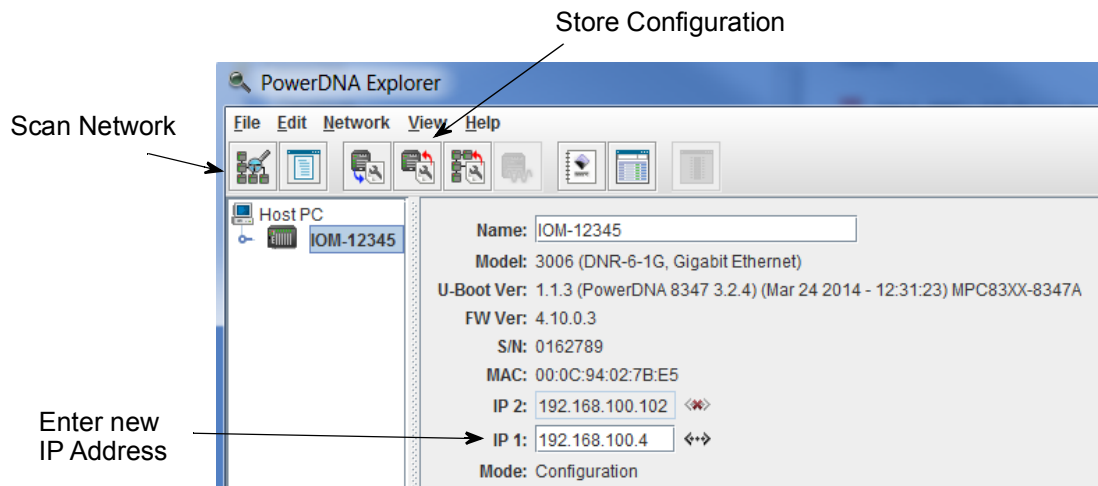 Store Configuration
PowerDNA Explorer
Scan Network
File Edit Network View Help
Host PC
IOM-12345
Name: IOM-12345
Model: 3006 (DNR-6-1G, Gigabit Ethernet)
U-Boot Ver: 1.1.3 (PowerDNA 8347 3.2.4) (Mar 24 2014 - 12:31:23) MPC83XX-8347A
FW Ver: 4.10.0.3
S/N: 0162789
MAC: 00:0C:94:02:7B:E5
IP 2: 192.168.100.102
Enter new
IP Address
IP 1: 192.168.100.4
Mode: Configuration